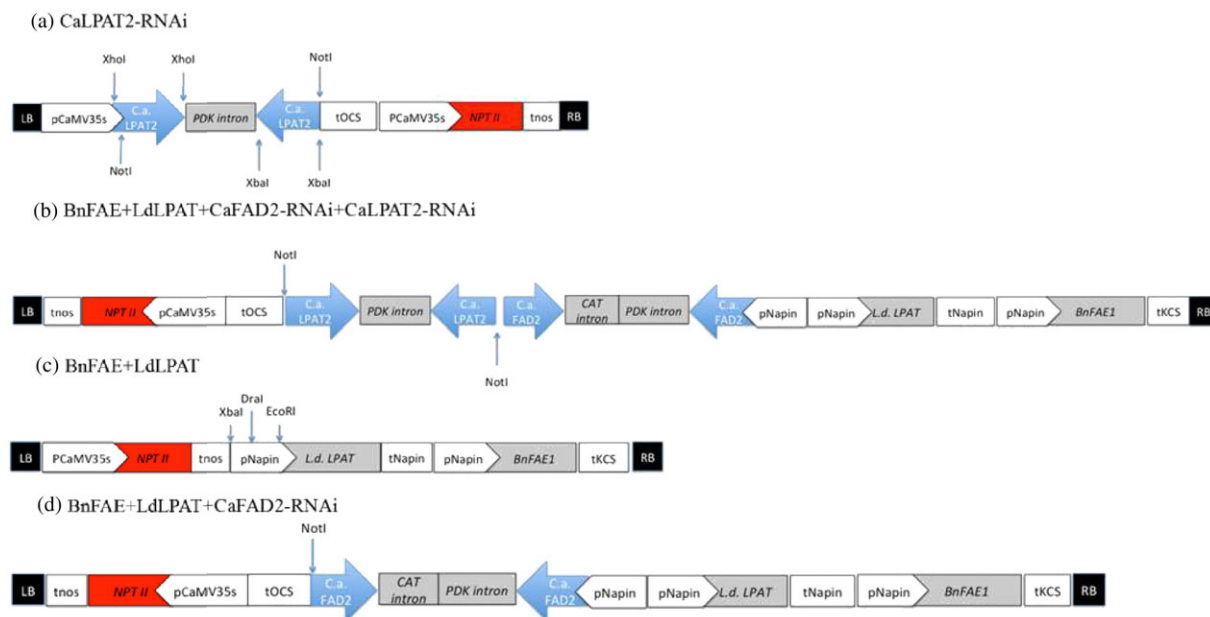 (a) CaLPAT2-RNAi
XhoI XhoI NotI
LB pCaMV35s C.a. LPAT2 PDK intron C.a. LPAT2 tOCS PCaMV35s NPT II tnos RB
NotI XbaI XbaI
(b) BnFAE+LdLPAT+CaFAD2-RNAi+CaLPAT2-RNAi
NotI
LB tnos NPT II pCaMV35s tOCS C.a. LPAT2 PDK intron C.a. LPAT2 C.a. FAD2 CAT intron PDK intron C.a. FAD2 pNapin pNapin L.d. LPAT tNapin pNapin BnFAE1 tKCS RB
NotI
(c) BnFAE+LdLPAT
DraI
XbaI EcoRI
LB PCaMV35s NPT II tnos pNapin L.d. LPAT tNapin pNapin BnFAE1 tKCS RB
(d) BnFAE+LdLPAT+CaFAD2-RNAi
NotI
LB tnos NPT II pCaMV35s tOCS C.a. FAD2 CAT intron PDK intron C.a. FAD2 pNapin pNapin L.d. LPAT tNapin pNapin BnFAE1 tKCS RB